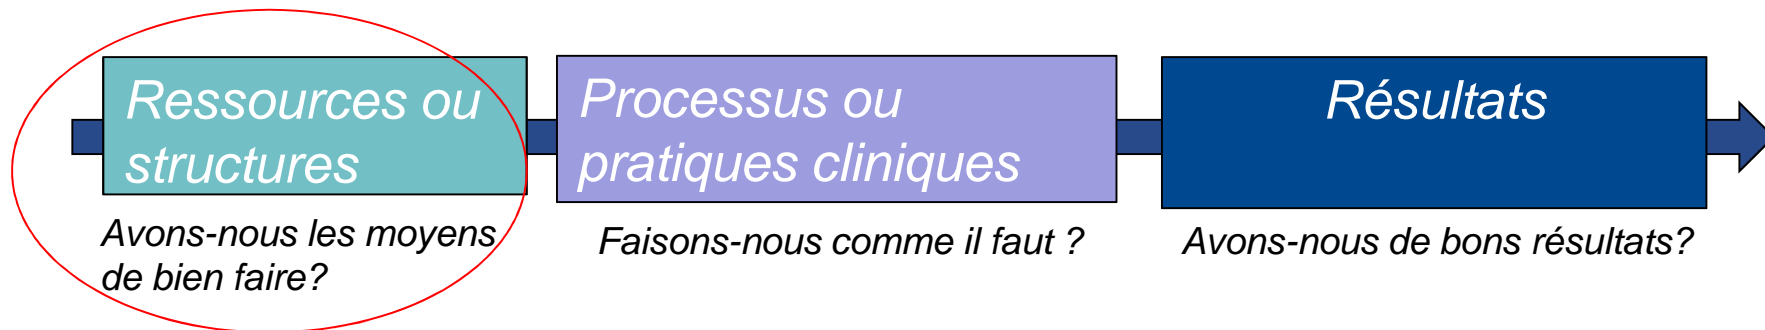 Ressources ou
structures
Avons-nous les moyens
de bien faire?
Processus ou
pratiques cliniques
Faisons-nous comme il faut ?
Résultats
Avons-nous de bons résultats?